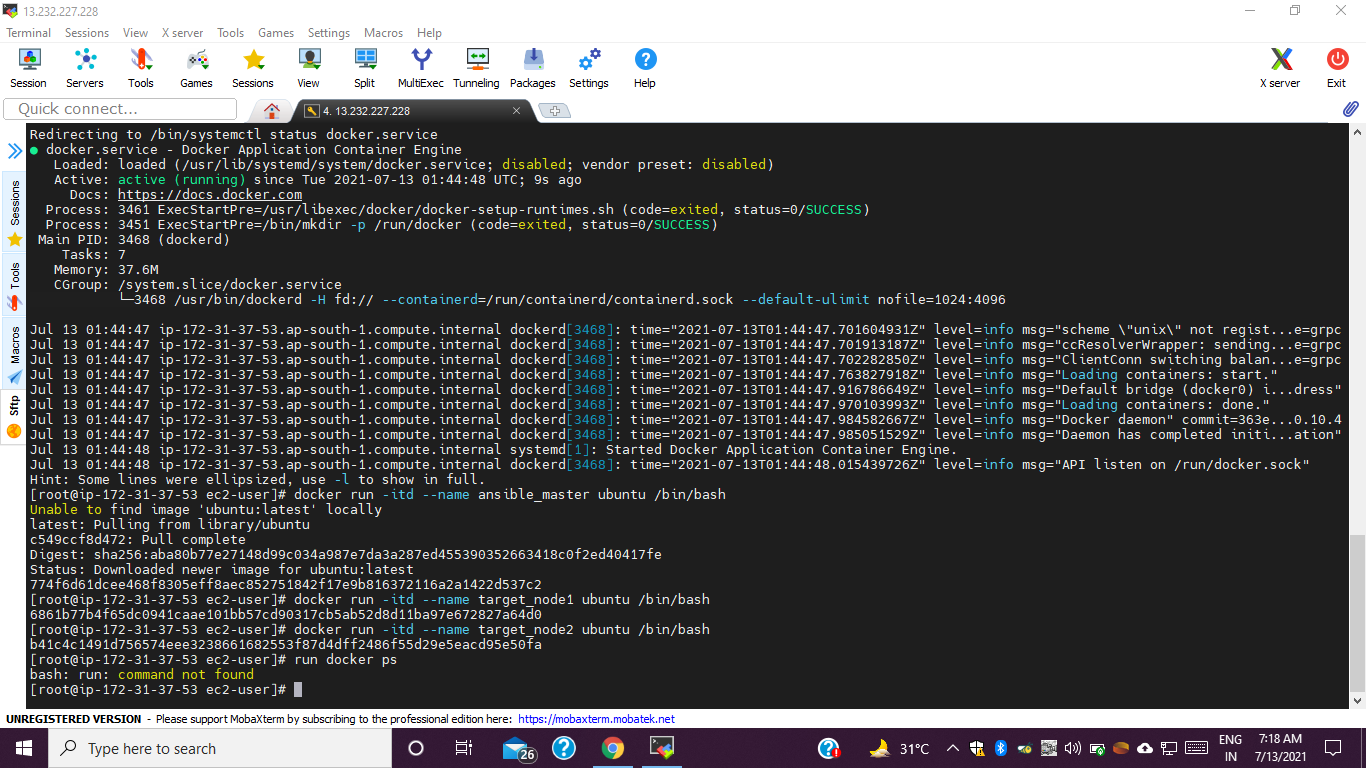 13.232.227.228
Terminal Sessions View X server Tools Games Settings Macros Help
Session Servers Tools Games Sessions View Split MultiExec Tunneling Packages Settings Help X server Exit
Quick connect...
4. 13.232.227.228
Sessions
Tools
Macros
Sftp
Redirecting to /bin/systemctl status docker.service
● docker.service - Docker Application Container Engine
Loaded: loaded (/usr/lib/systemd/system/docker.service; disabled; vendor preset: disabled)
Active: active (running) since Tue 2021-07-13 01:44:48 UTC; 9s ago
Docs: https://docs.docker.com
Process: 3461 ExecStartPre=/usr/libexec/docker/docker-setup-runtimes.sh (code=exited, status=0/SUCCESS)
Process: 3451 ExecStartPre=/bin/mkdir -p /run/docker (code=exited, status=0/SUCCESS)
Main PID: 3468 (dockerd)
Tasks: 7
Memory: 37.6M
CGroup: /system.slice/docker.service
└─3468 /usr/bin/dockerd -H fd:// --containerd=/run/containerd/containerd.sock --default-ulimit nofile=1024:4096
Jul 13 01:44:47 ip-172-31-37-53.ap-south-1.compute.internal dockerd[3468]: time="2021-07-13T01:44:47.701604931Z" level=info msg="scheme \"unix\" not regist...e=grpc
Jul 13 01:44:47 ip-172-31-37-53.ap-south-1.compute.internal dockerd[3468]: time="2021-07-13T01:44:47.701913187Z" level=info msg="ccResolverWrapper: sending...e=grpc
Jul 13 01:44:47 ip-172-31-37-53.ap-south-1.compute.internal dockerd[3468]: time="2021-07-13T01:44:47.702282850Z" level=info msg="ClientConn switching balan...e=grpc
Jul 13 01:44:47 ip-172-31-37-53.ap-south-1.compute.internal dockerd[3468]: time="2021-07-13T01:44:47.763827918Z" level=info msg="Loading containers: start."
Jul 13 01:44:47 ip-172-31-37-53.ap-south-1.compute.internal dockerd[3468]: time="2021-07-13T01:44:47.916786649Z" level=info msg="Default bridge (docker0) i...dress"
Jul 13 01:44:47 ip-172-31-37-53.ap-south-1.compute.internal dockerd[3468]: time="2021-07-13T01:44:47.970103993Z" level=info msg="Loading containers: done."
Jul 13 01:44:47 ip-172-31-37-53.ap-south-1.compute.internal dockerd[3468]: time="2021-07-13T01:44:47.984582667Z" level=info msg="Docker daemon" commit=363e...0.10.4
Jul 13 01:44:47 ip-172-31-37-53.ap-south-1.compute.internal dockerd[3468]: time="2021-07-13T01:44:47.985051529Z" level=info msg="Daemon has completed initi...ation"
Jul 13 01:44:48 ip-172-31-37-53.ap-south-1.compute.internal systemd[1]: Started Docker Application Container Engine.
Jul 13 01:44:48 ip-172-31-37-53.ap-south-1.compute.internal dockerd[3468]: time="2021-07-13T01:44:48.015439726Z" level=info msg="API listen on /run/docker.sock"
Hint: Some lines were ellipsized, use -l to show in full.
[root@ip-172-31-37-53 ec2-user]# docker run -itd --name ansible_master ubuntu /bin/bash
Unable to find image 'ubuntu:latest' locally
latest: Pulling from library/ubuntu
c549ccf8d472: Pull complete
Digest: sha256:aba80b77e27148d99c034a987e7da3a287ed455390352663418c0f2ed40417fe
Status: Downloaded newer image for ubuntu:latest
774f6d61dcee468f8305eff8aec852751842f17e9b816372116a2a1422d537c2
[root@ip-172-31-37-53 ec2-user]# docker run -itd --name target_node1 ubuntu /bin/bash
6861b77b4f65dc0941caae101bb57cd90317cb5ab52d8d11ba97e672827a64d0
[root@ip-172-31-37-53 ec2-user]# docker run -itd --name target_node2 ubuntu /bin/bash
b41c4c1491d756574eee3238661682553f87d4dff2486f55d29e5eacd95e50fa
[root@ip-172-31-37-53 ec2-user]# run docker ps
bash: run: command not found
[root@ip-172-31-37-53 ec2-user]#
UNREGISTERED VERSION - Please support MobaXterm by subscribing to the professional edition here: https://mobaxterm.mobatek.net
Type here to search
26
31°C
ENG
IN
7:18 AM
7/13/2021